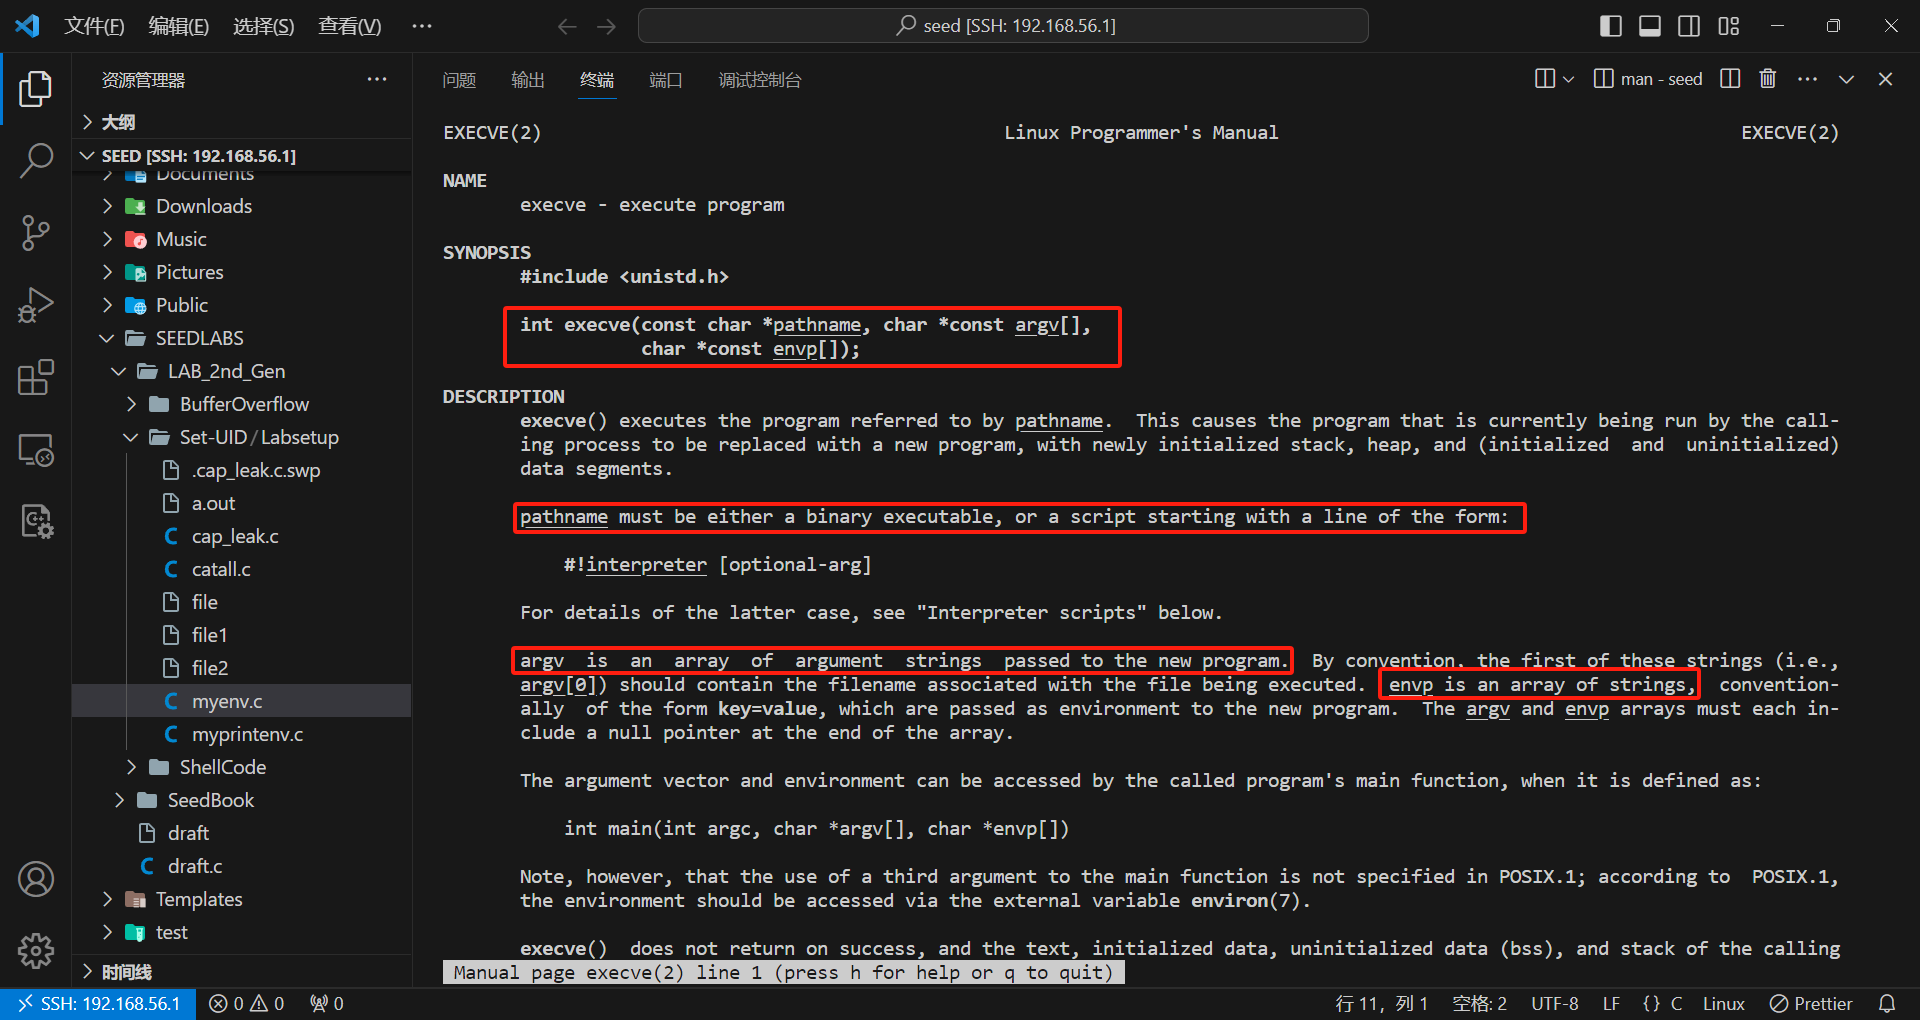 文件(F) 编辑(E) 选择(S) 查看(V) ··· seed [SSH: 192.168.56.1]
资源管理器 ···
大纲
SEED [SSH: 192.168.56.1]
Documents
Downloads
Music
Pictures
Public
SEEDLABS
LAB_2nd_Gen
BufferOverflow
Set-UID/Labsetup
.cap_leak.c.swp
a.out
C cap_leak.c
C catall.c
file
file1
file2
C myenv.c
C myprintenv.c
ShellCode
SeedBook
draft
C draft.c
Templates
test
时间线
问题 输出 终端 端口 调试控制台 man - seed ···
EXECVE(2) Linux Programmer's Manual EXECVE(2)
NAME
execve - execute program
SYNOPSIS
#include <unistd.h>
int execve(const char *pathname, char *const argv[],
char *const envp[]);
DESCRIPTION
execve() executes the program referred to by pathname. This causes the program that is currently being run by the call-
ing process to be replaced with a new program, with newly initialized stack, heap, and (initialized and uninitialized)
data segments.
pathname must be either a binary executable, or a script starting with a line of the form:
#!interpreter [optional-arg]
For details of the latter case, see "Interpreter scripts" below.
argv is an array of argument strings passed to the new program. By convention, the first of these strings (i.e.,
argv[0]) should contain the filename associated with the file being executed. envp is an array of strings, convention-
ally of the form key=value, which are passed as environment to the new program. The argv and envp arrays must each in-
clude a null pointer at the end of the array.
The argument vector and environment can be accessed by the called program's main function, when it is defined as:
int main(int argc, char *argv[], char *envp[])
Note, however, that the use of a third argument to the main function is not specified in POSIX.1; according to POSIX.1,
the environment should be accessed via the external variable environ(7).
execve() does not return on success, and the text, initialized data, uninitialized data (bss), and stack of the calling
Manual page execve(2) line 1 (press h for help or q to quit)
SSH: 192.168.56.1 0 0 0 行 11，列 1 空格: 2 UTF-8 LF {} C Linux Prettier